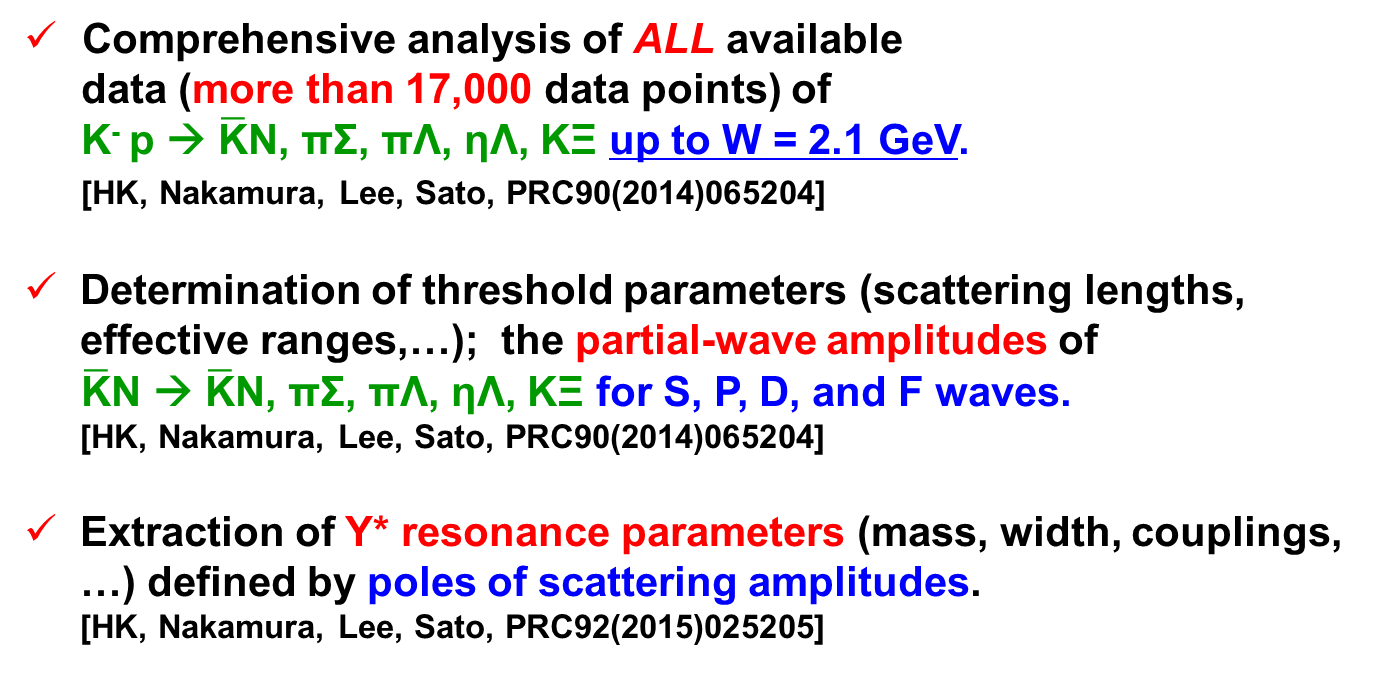 ✓ Comprehensive analysis of ALL available
data (more than 17,000 data points) of
K⁻ p → K̅N, πΣ, πΛ, ηΛ, KΞ up to W = 2.1 GeV.
[HK, Nakamura, Lee, Sato, PRC90(2014)065204]
✓ Determination of threshold parameters (scattering lengths,
effective ranges,…); the partial-wave amplitudes of
K̅N → K̅N, πΣ, πΛ, ηΛ, KΞ for S, P, D, and F waves.
[HK, Nakamura, Lee, Sato, PRC90(2014)065204]
✓ Extraction of Y* resonance parameters (mass, width, couplings,
…) defined by poles of scattering amplitudes.
[HK, Nakamura, Lee, Sato, PRC92(2015)025205]